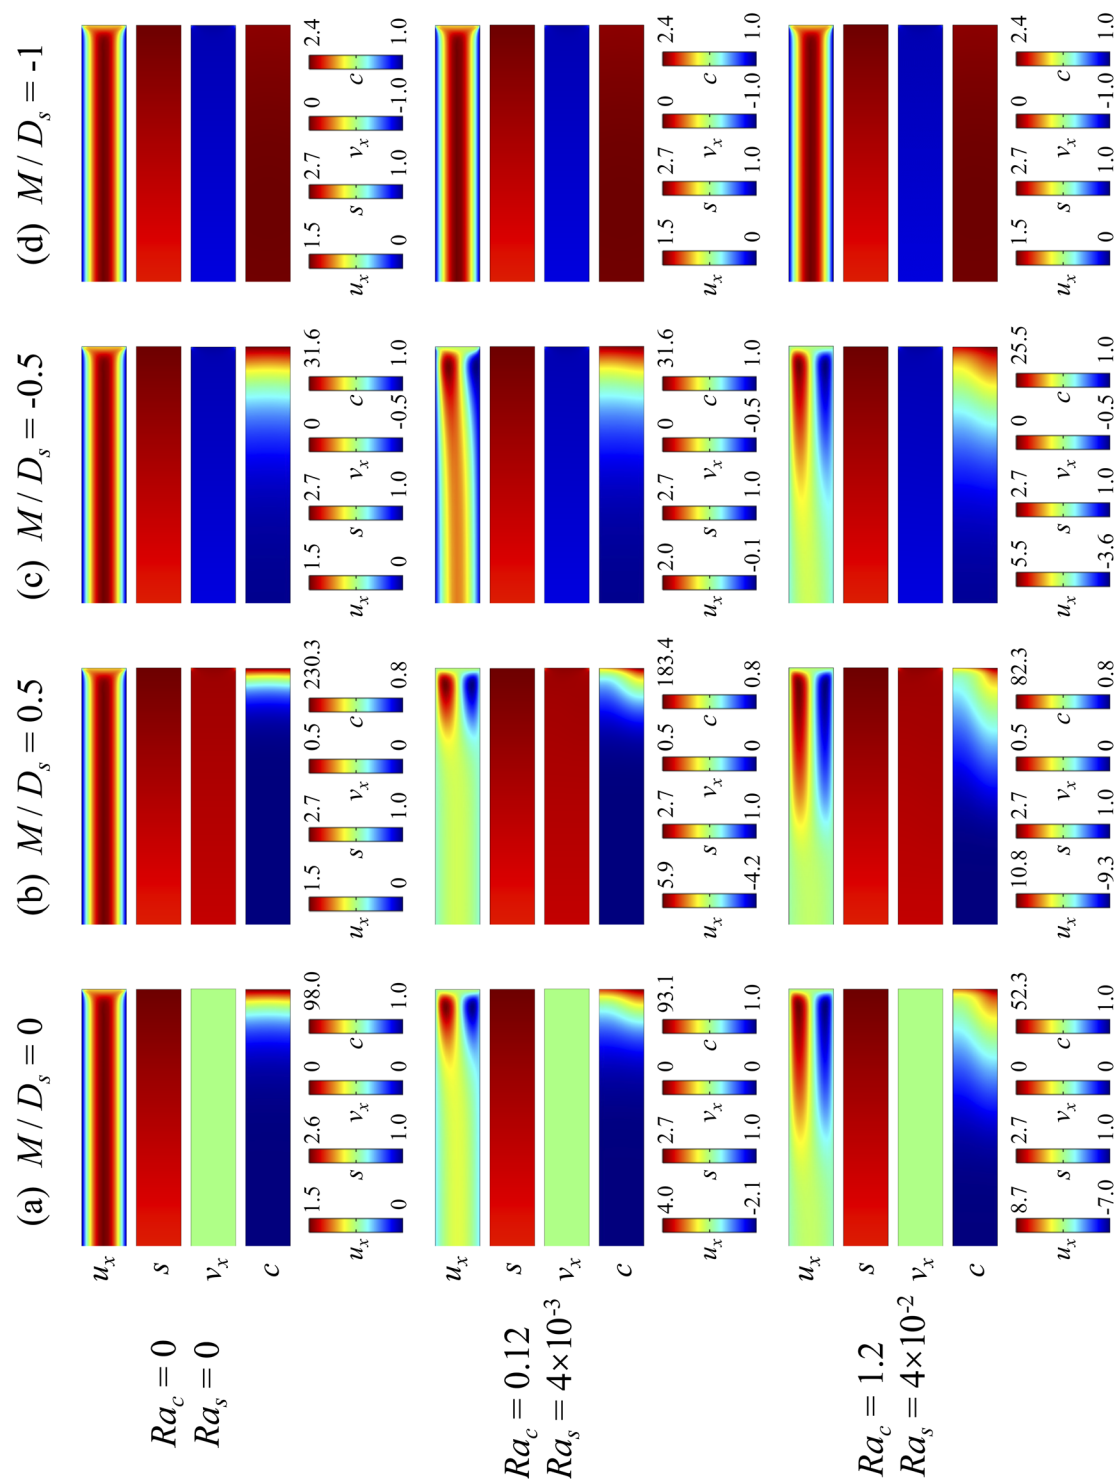 (a) M / D_s = 0 (b) M / D_s = 0.5 (c) M / D_s = -0.5 (d) M / D_s = -1
u_x
s
v_x
c
Ra_c = 0
Ra_s = 0
1.5 2.6 0 98.0 1.5 2.7 0.5 230.3 1.5 2.7 0 31.6 1.5 2.7 0 2.4
u_x s v_x c u_x s v_x c u_x s v_x c u_x s v_x c
0 1.0 0 1.0 0 1.0 0 0.8 0 1.0 -0.5 1.0 0 1.0 -1.0 1.0
u_x
s
v_x
c
Ra_c = 0.12
Ra_s = 4×10⁻³
4.0 2.7 0 93.1 5.9 2.7 0.5 183.4 2.0 2.7 0 31.6 1.5 2.7 0 2.4
u_x s v_x c u_x s v_x c u_x s v_x c u_x s v_x c
-2.1 1.0 0 1.0 -4.2 1.0 0 0.8 -0.1 1.0 -0.5 1.0 0 1.0 -1.0 1.0
u_x
s
v_x
c
Ra_c = 1.2
Ra_s = 4×10⁻²
8.7 2.7 0 52.3 10.8 2.7 0.5 82.3 5.5 2.7 0 25.5 1.5 2.7 0 2.4
u_x s v_x c u_x s v_x c u_x s v_x c u_x s v_x c
-7.0 1.0 0 1.0 -9.3 1.0 0 0.8 -3.6 1.0 -0.5 1.0 0 1.0 -1.0 1.0